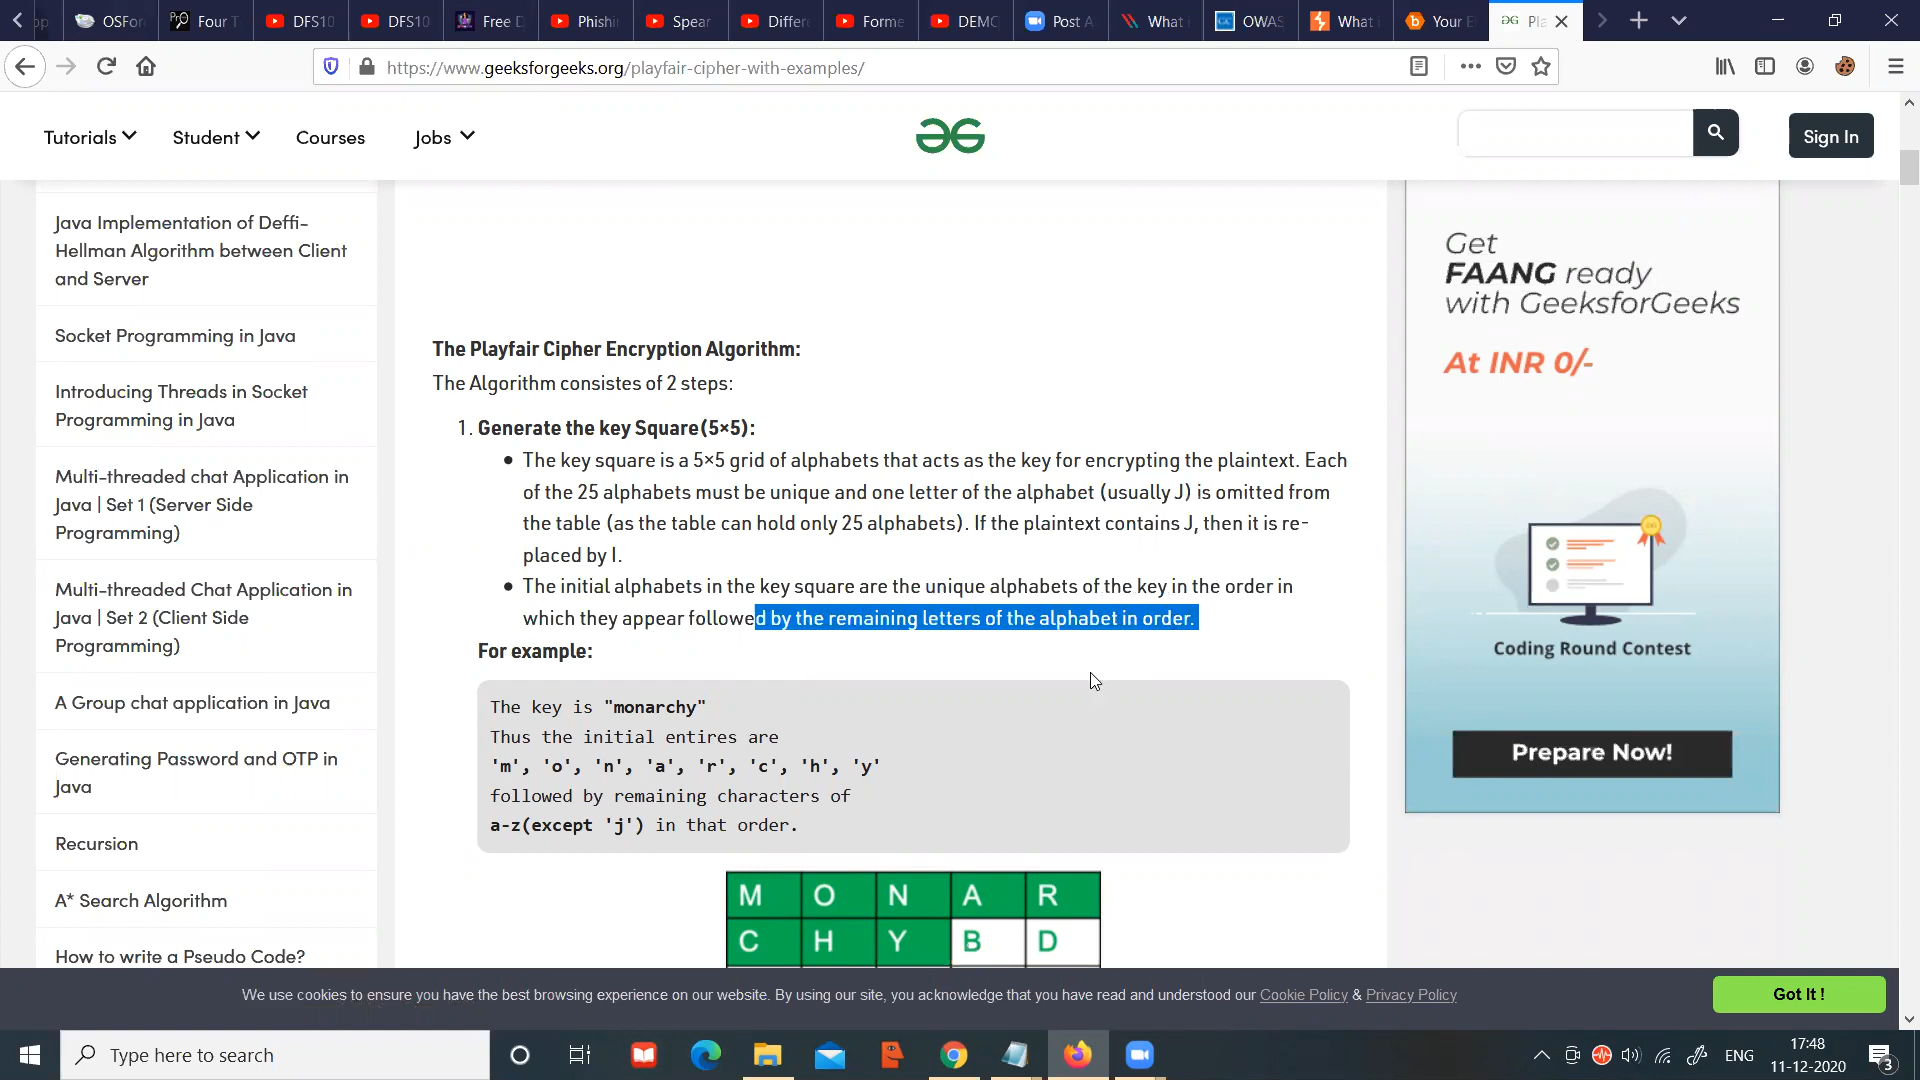 op
OSFor
Four T
DFS10
DFS10
Free D
Phishi
Spear
Differe
Forme
DEMO
Post A
What i
OWAS
What i
Your E
Pla
https://www.geeksforgeeks.org/playfair-cipher-with-examples/
Tutorials
Student
Courses
Jobs
Sign In
Java Implementation of Deffi-
Hellman Algorithm between Client
and Server
Socket Programming in Java
Introducing Threads in Socket
Programming in Java
Multi-threaded chat Application in
Java | Set 1 (Server Side
Programming)
Multi-threaded Chat Application in
Java | Set 2 (Client Side
Programming)
A Group chat application in Java
Generating Password and OTP in
Java
Recursion
A* Search Algorithm
How to write a Pseudo Code?
The Playfair Cipher Encryption Algorithm:
The Algorithm consistes of 2 steps:
1. Generate the key Square(5×5):
• The key square is a 5×5 grid of alphabets that acts as the key for encrypting the plaintext. Each
of the 25 alphabets must be unique and one letter of the alphabet (usually J) is omitted from
the table (as the table can hold only 25 alphabets). If the plaintext contains J, then it is re-
placed by I.
• The initial alphabets in the key square are the unique alphabets of the key in the order in
which they appear followed by the remaining letters of the alphabet in order.
For example:
The key is "monarchy"
Thus the initial entires are
'm', 'o', 'n', 'a', 'r', 'c', 'h', 'y'
followed by remaining characters of
a-z(except 'j') in that order.
M O N A R
C H Y B D
Get
FAANG ready
with GeeksforGeeks
At INR 0/-
Coding Round Contest
Prepare Now!
We use cookies to ensure you have the best browsing experience on our website. By using our site, you acknowledge that you have read and understood our Cookie Policy & Privacy Policy
Got It !
Type here to search
ENG
17:48
11-12-2020
3